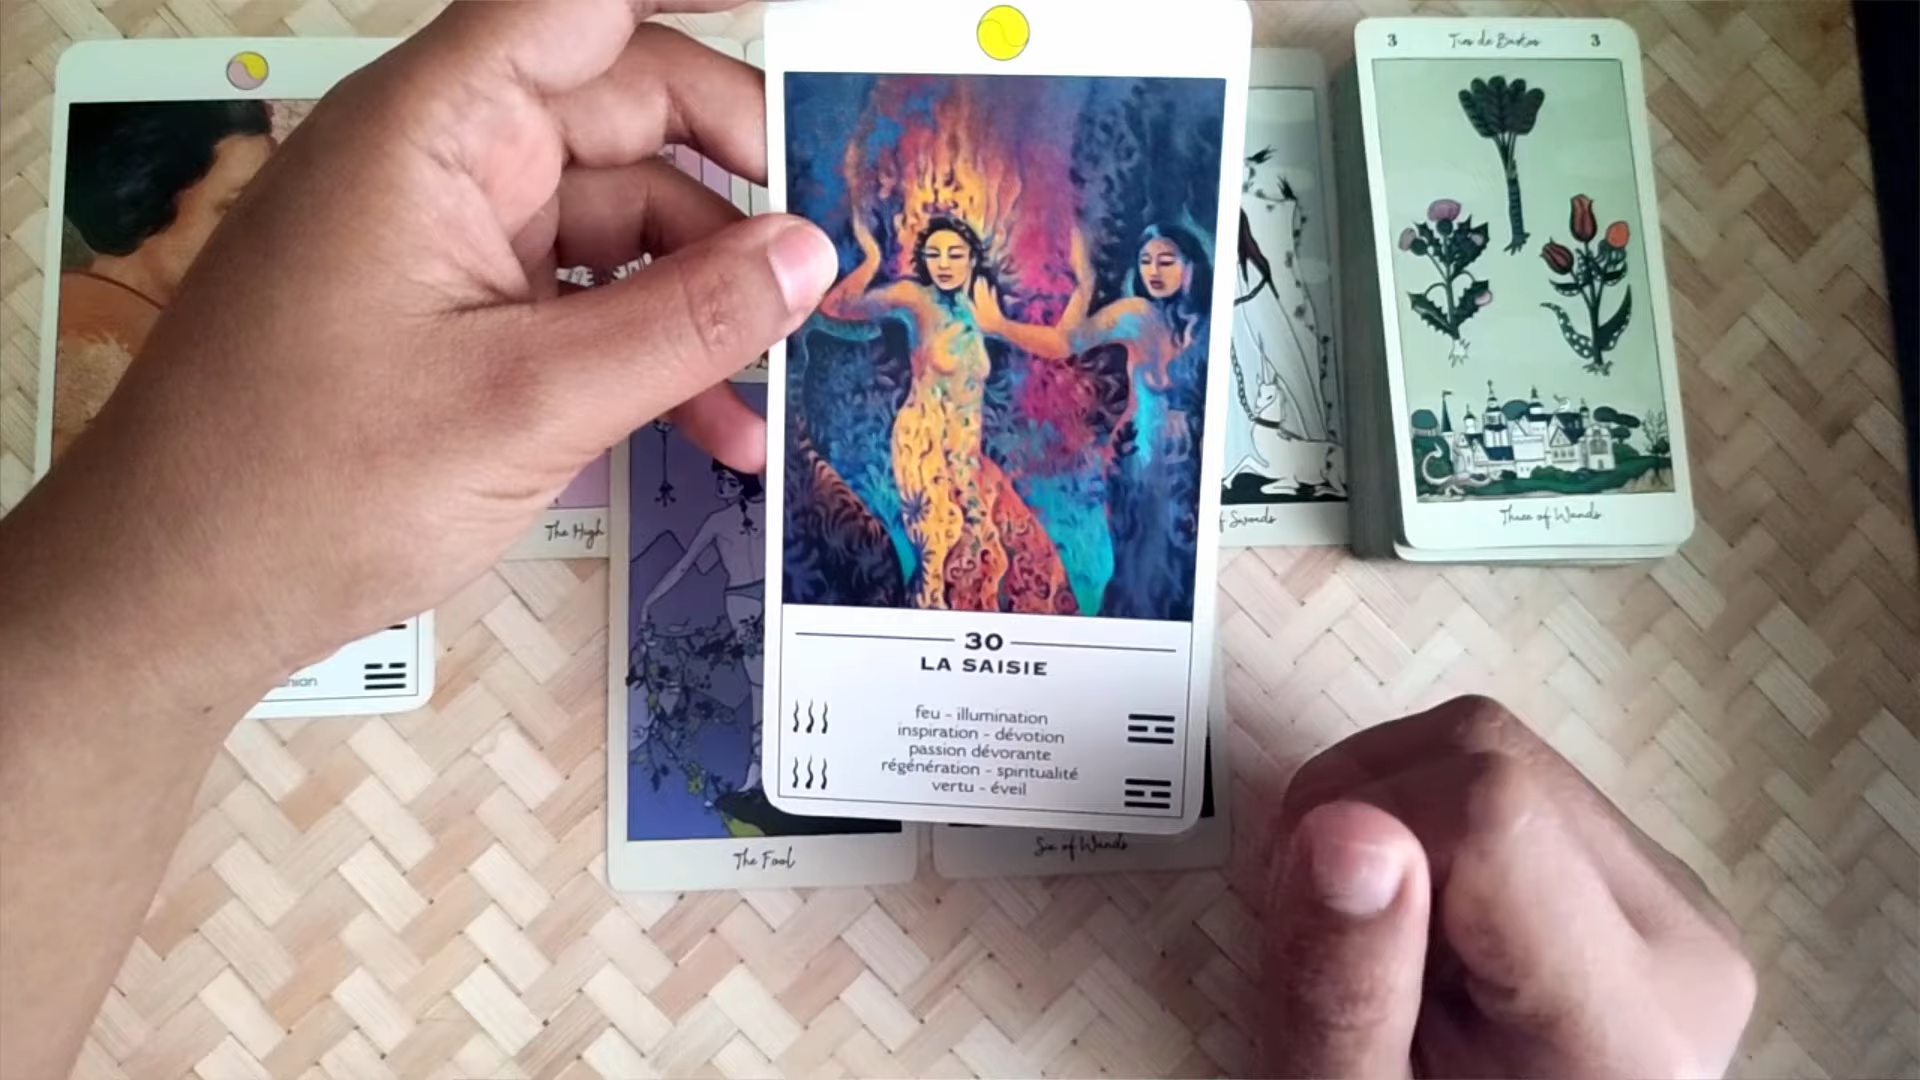 3
3
The High
f Swords
Three of Wands
30
LA SAISIE
feu - illumination
inspiration - dévotion
passion dévorante
régénération - spiritualité
vertu - éveil
The Fool
Six of Wands